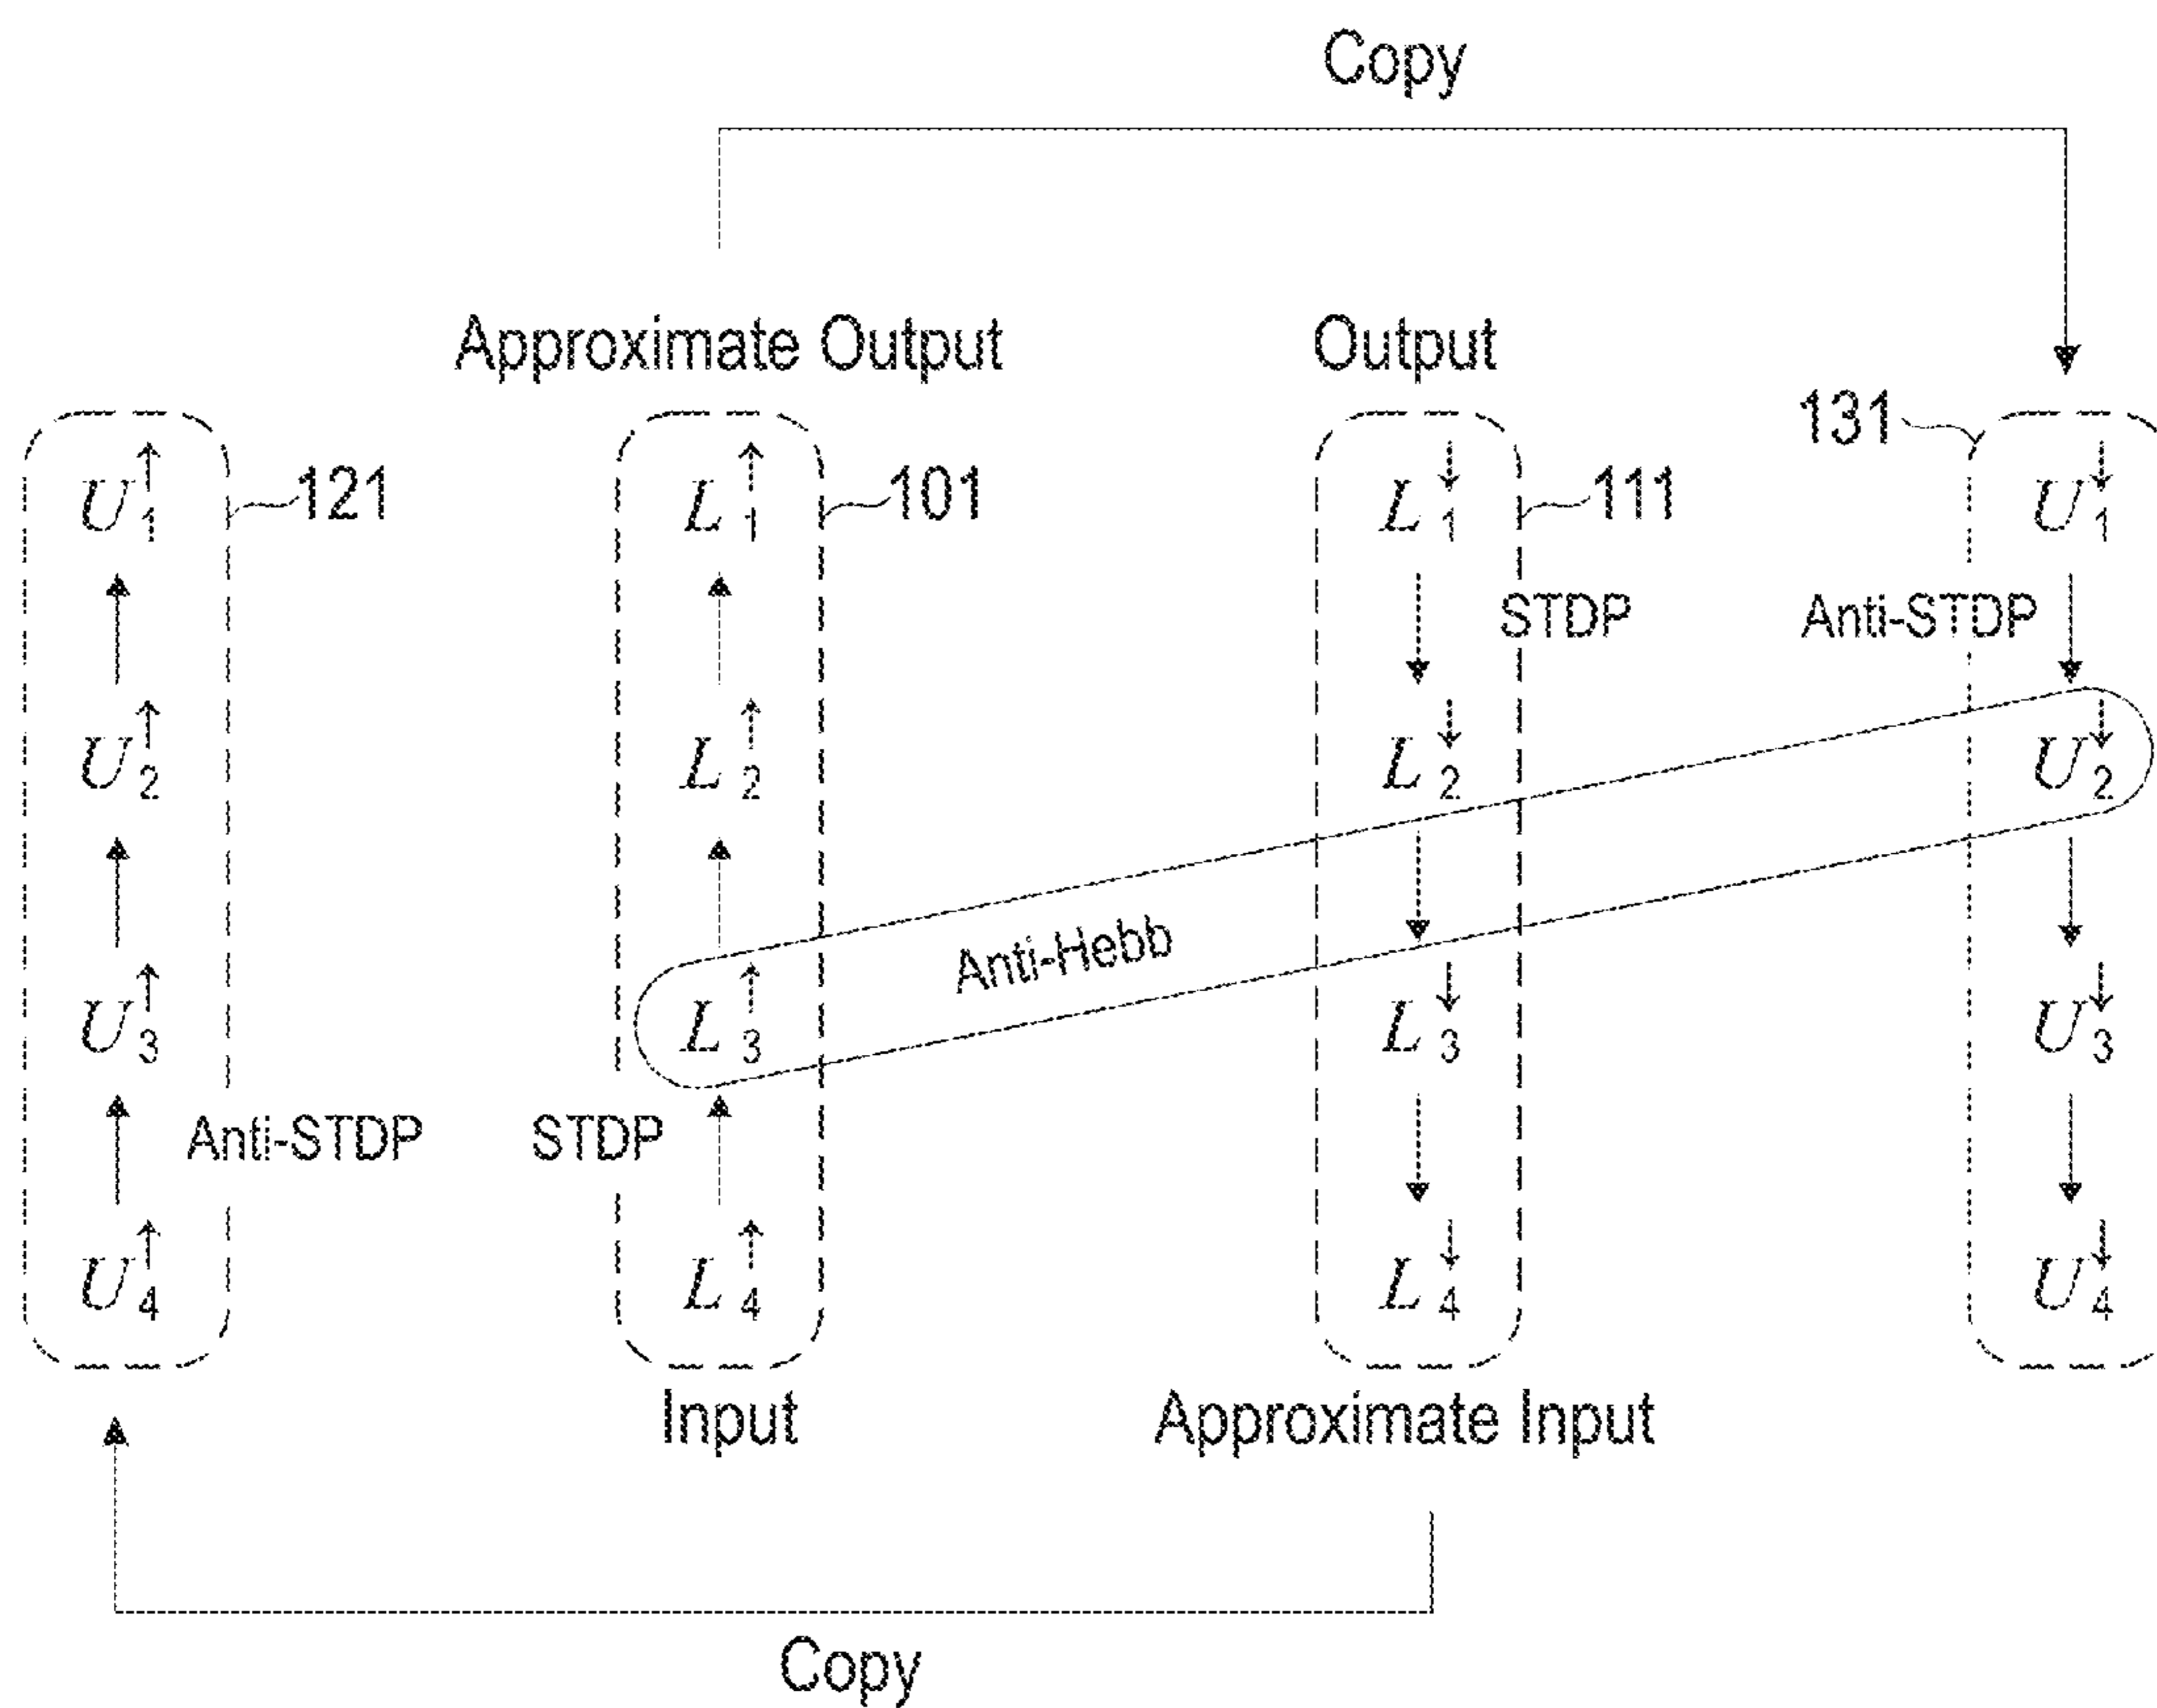 Copy
Approximate Output
Output
131
U↑1
121
L↑1
101
L↓1
111
U↓1
STDP
Anti-STDP
U↑2
L↑2
L↓2
U↓2
Anti-Hebb
U↑3
L↑3
L↓3
U↓3
Anti-STDP
STDP
U↑4
L↑4
L↓4
U↓4
Input
Approximate Input
Copy